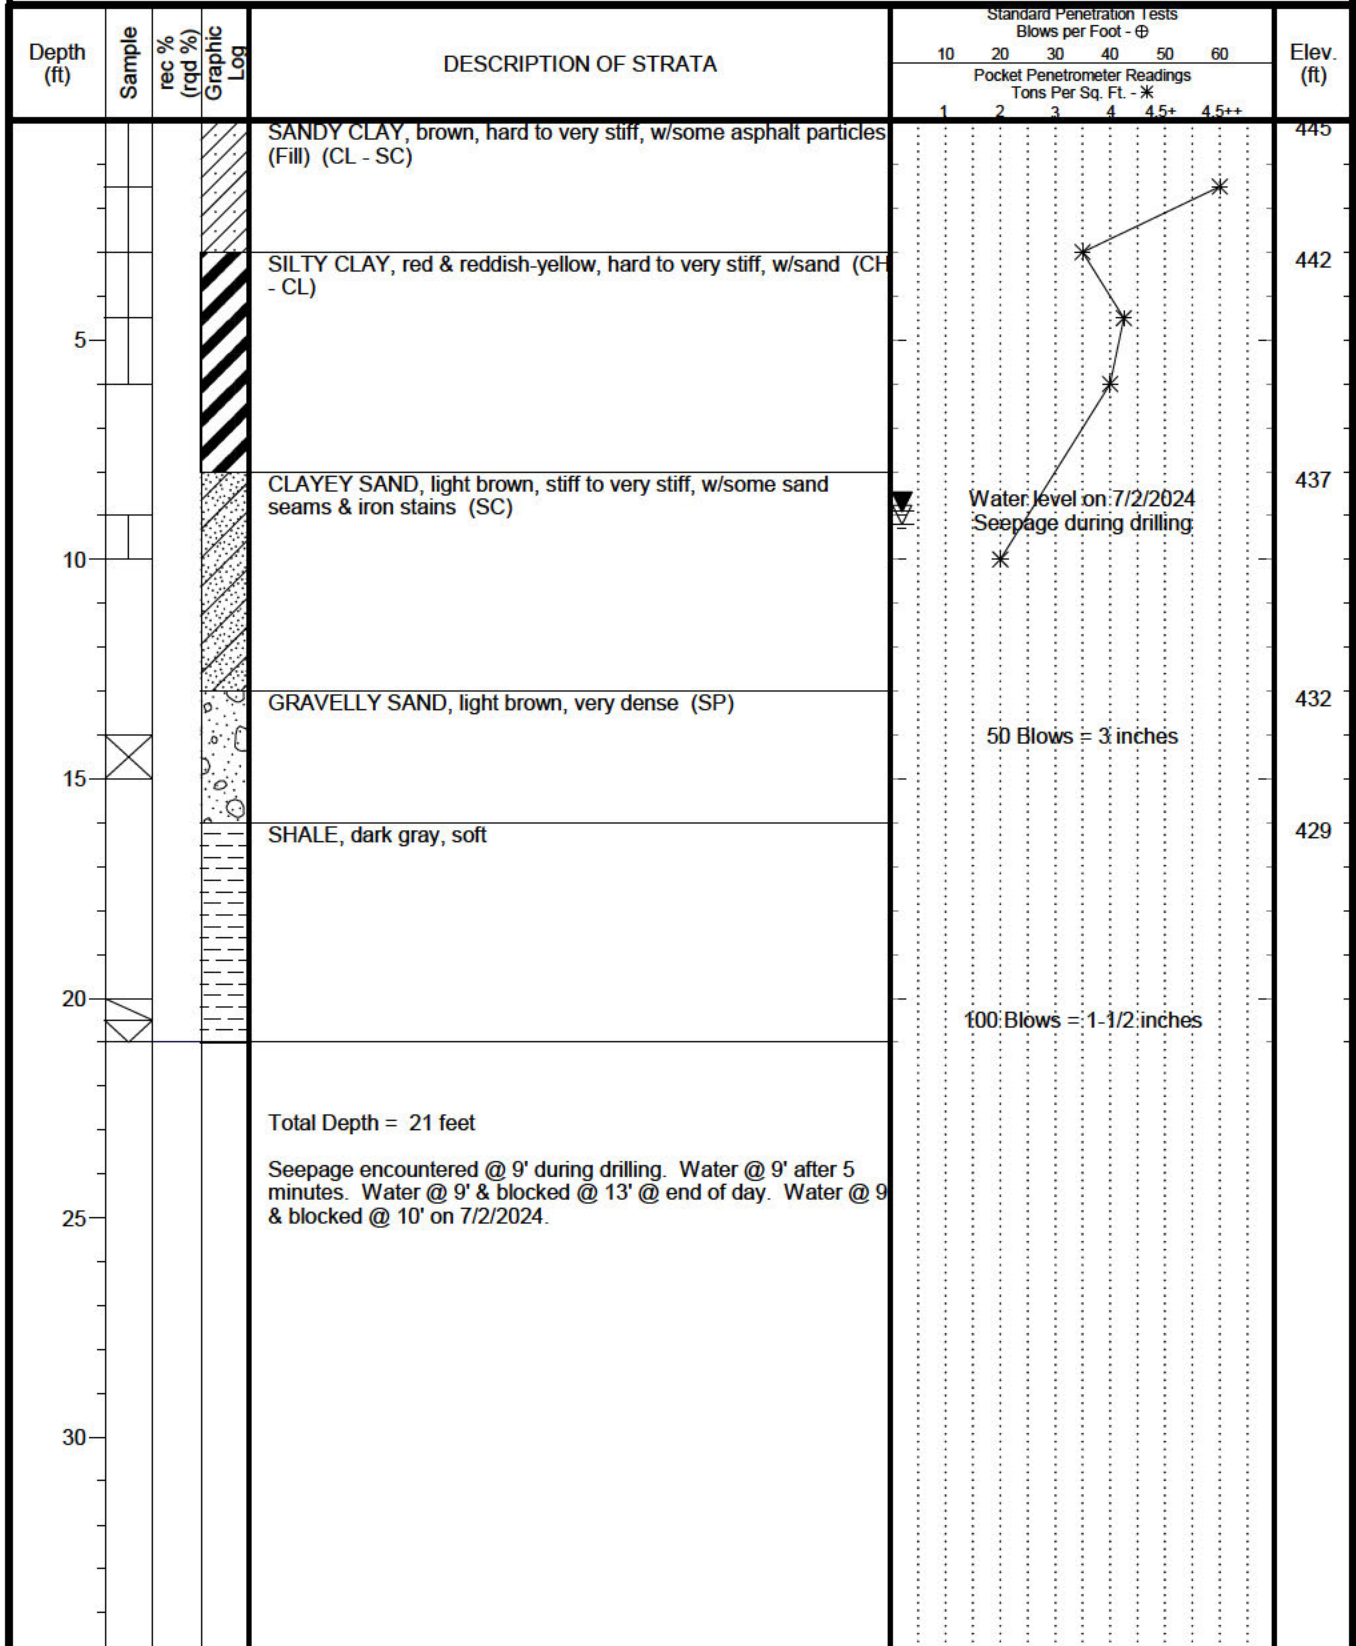 Depth
(ft)
Sample
rec %
(rqd %)
Graphic
Log
DESCRIPTION OF STRATA
Standard Penetration Tests
Blows per Foot - ⊕
10 20 30 40 50 60
Pocket Penetrometer Readings
Tons Per Sq. Ft. - ✳
1 2 3 4 4.5+ 4.5++
Elev.
(ft)
SANDY CLAY, brown, hard to very stiff, w/some asphalt particles
(Fill) (CL - SC)
445
SILTY CLAY, red & reddish-yellow, hard to very stiff, w/sand (CH
- CL)
442
5
CLAYEY SAND, light brown, stiff to very stiff, w/some sand
seams & iron stains (SC)
437
Water level on 7/2/2024
Seepage during drilling
10
GRAVELLY SAND, light brown, very dense (SP)
432
50 Blows = 3 inches
15
SHALE, dark gray, soft
429
20
100 Blows = 1-1/2 inches
Total Depth = 21 feet
Seepage encountered @ 9' during drilling. Water @ 9' after 5
minutes. Water @ 9' & blocked @ 13' @ end of day. Water @ 9
& blocked @ 10' on 7/2/2024.
25
30